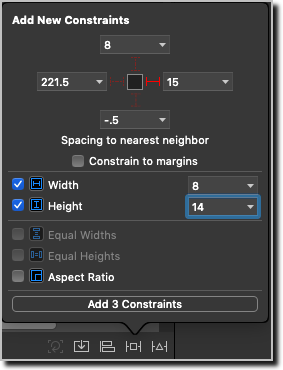 Add New Constraints
8
221.5 15
-.5
Spacing to nearest neighbor
Constrain to margins
Width 8
Height 14
Equal Widths
Equal Heights
Aspect Ratio
Add 3 Constraints